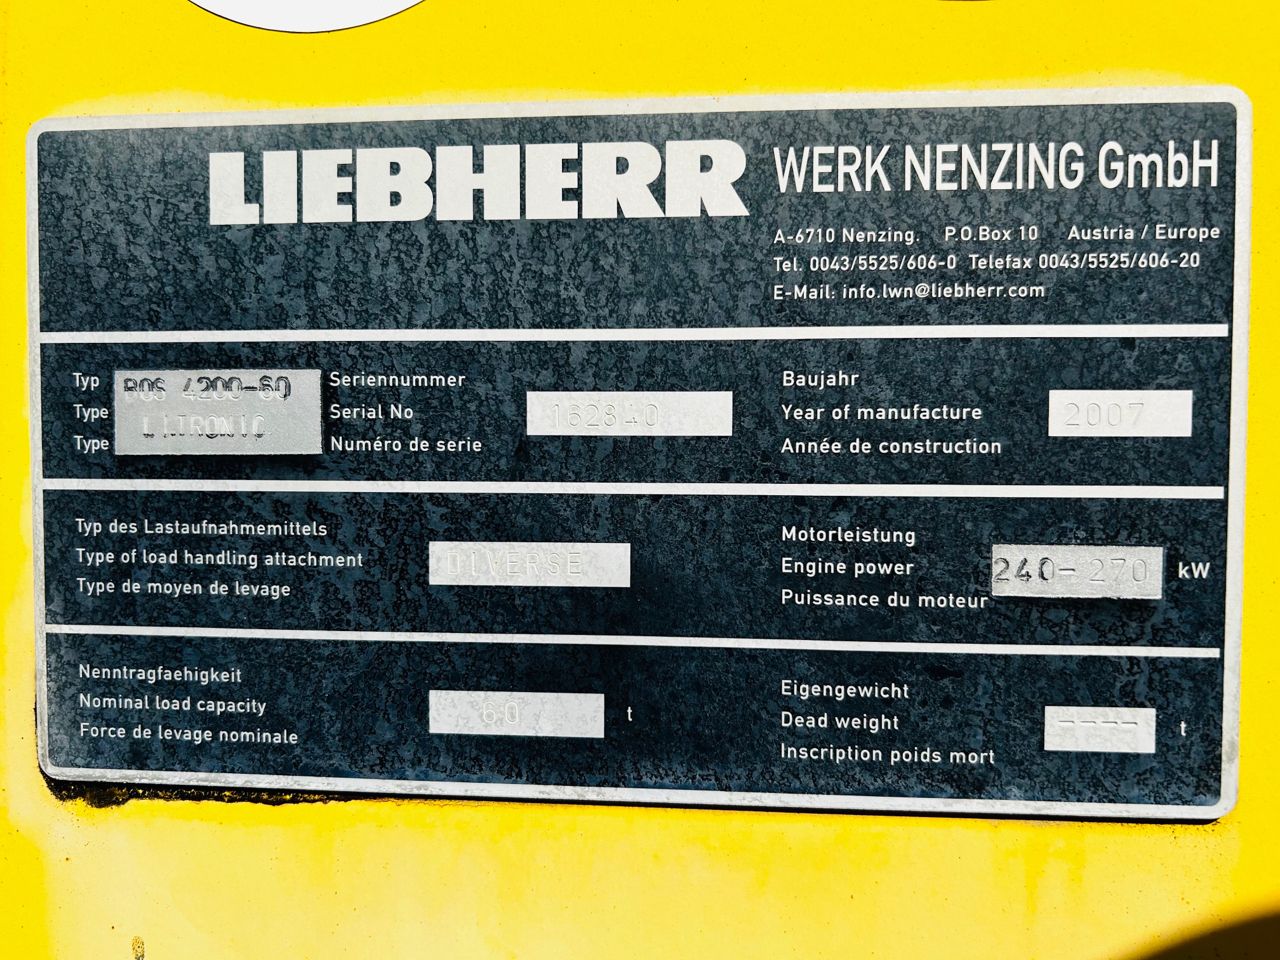 LIEBHERR WERK NENZING GmbH
A-6710 Nenzing. P.O.Box 10 Austria / Europe
Tel. 0043/5525/606-0 Telefax 0043/5525/606-20
E-Mail: info.lwn@liebherr.com
Typ BOS 4200-60 Seriennummer Baujahr
Type LITRONIC Serial No 162840 Year of manufacture 2007
Type Numéro de serie Année de construction
Typ des Lastaufnahmemittels Motorleistung
Type of load handling attachment DIVERSE Engine power 240-270 kW
Type de moyen de levage Puissance du moteur
Nenntragfaehigkeit Eigengewicht
Nominal load capacity 60 t Dead weight t
Force de levage nominale Inscription poids mort